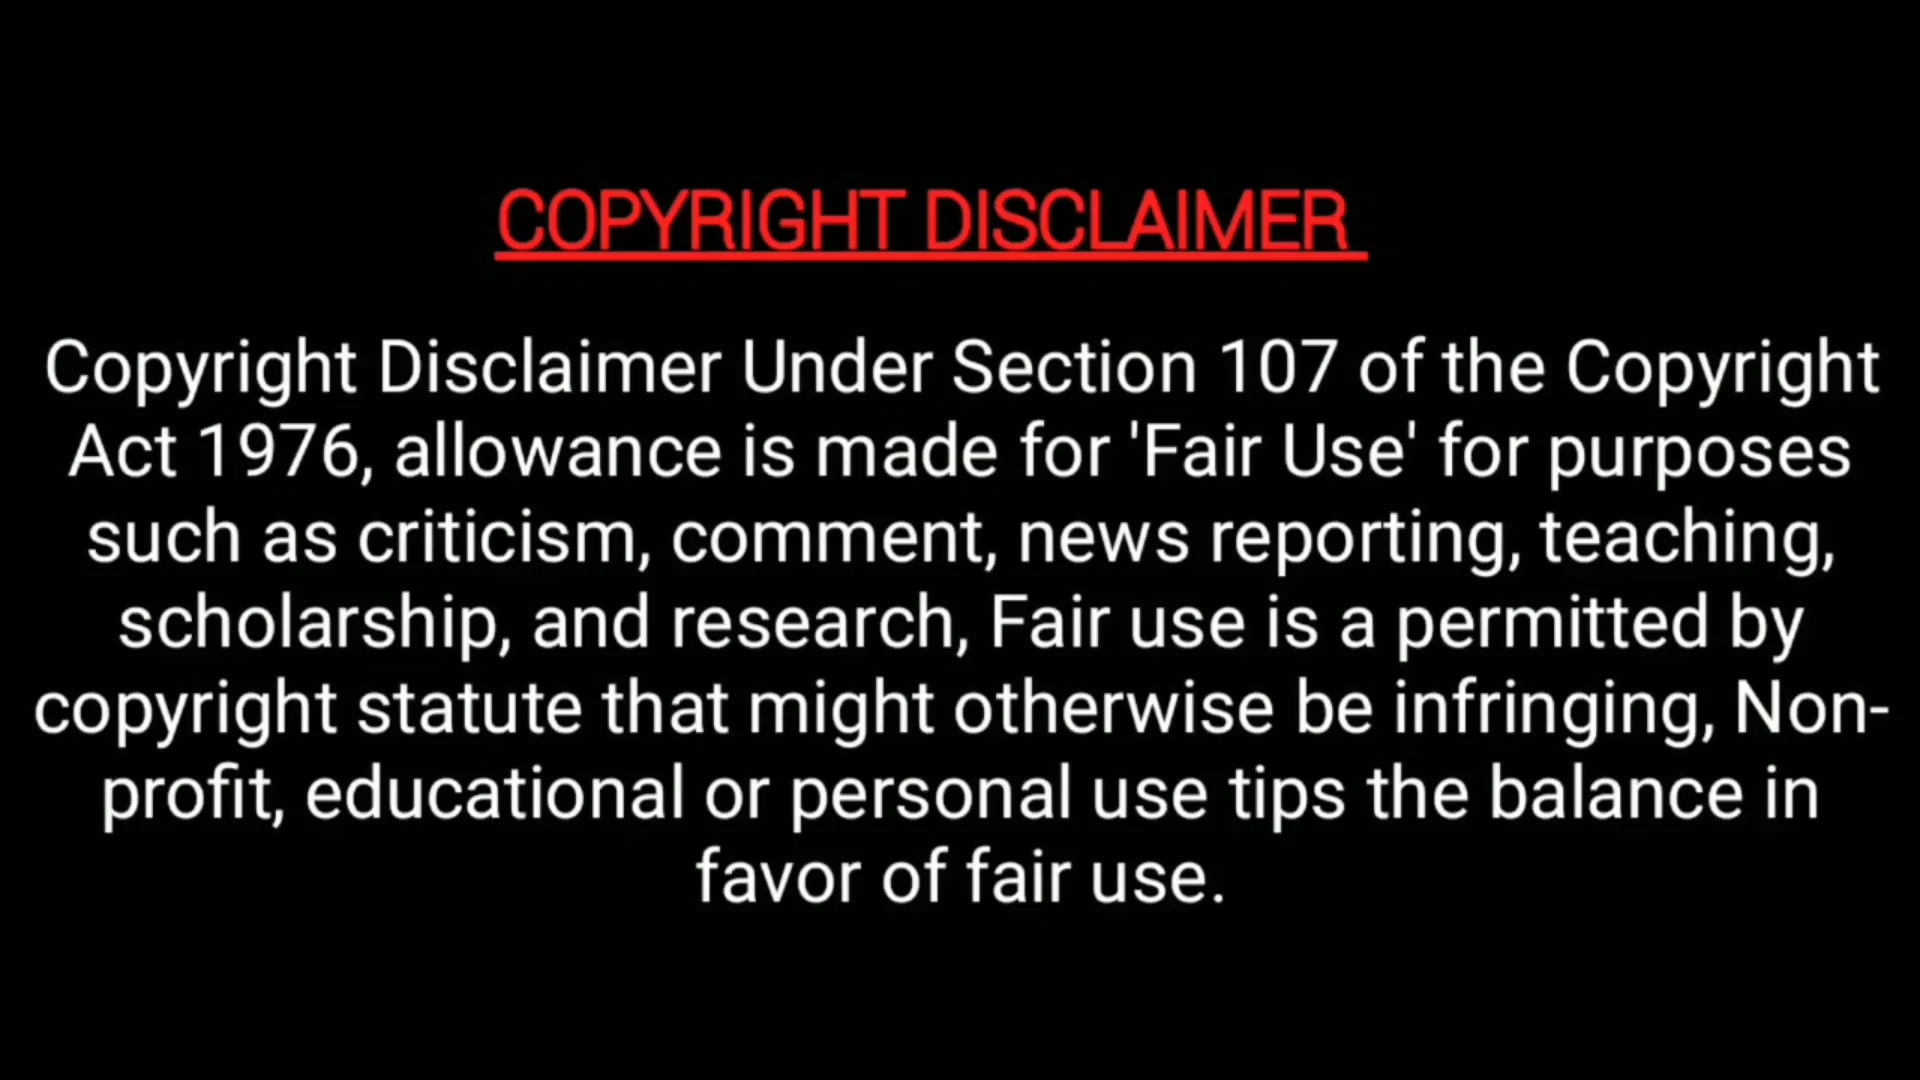 COPYRIGHT DISCLAIMER
Copyright Disclaimer Under Section 107 of the Copyright
Act 1976, allowance is made for 'Fair Use' for purposes
such as criticism, comment, news reporting, teaching,
scholarship, and research, Fair use is a permitted by
copyright statute that might otherwise be infringing, Non-
profit, educational or personal use tips the balance in
favor of fair use.